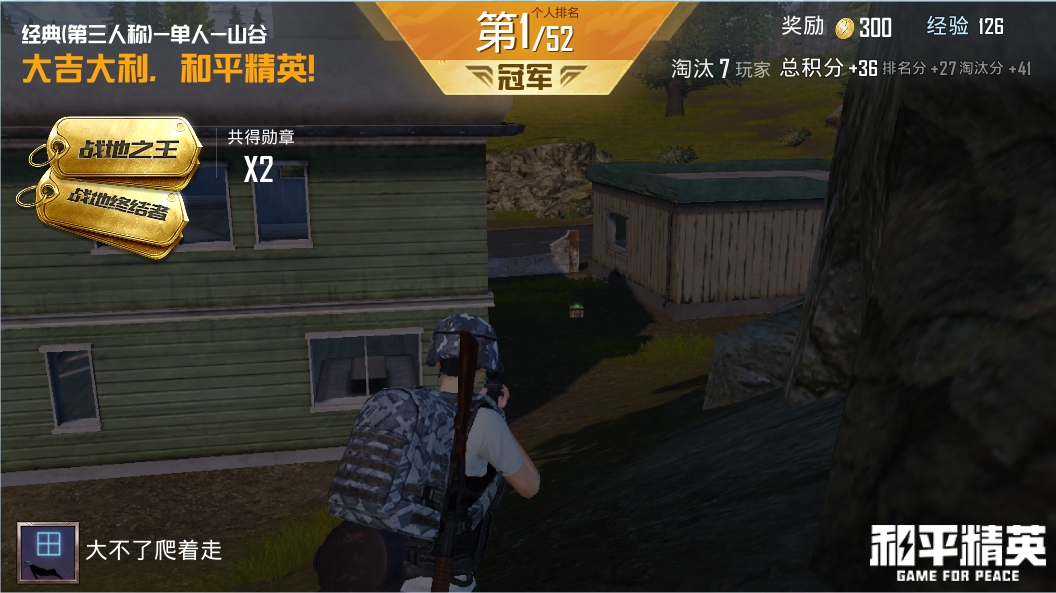 经典(第三人称)—单人—山谷
大吉大利，和平精英!
个人排名
第1/52
冠军
奖励 300 经验 126
淘汰 7 玩家 总积分 +36 排名分 +27 淘汰分 +41
战地之王
战地终结者
共得勋章
X2
大不了爬着走
和平精英
GAME FOR PEACE